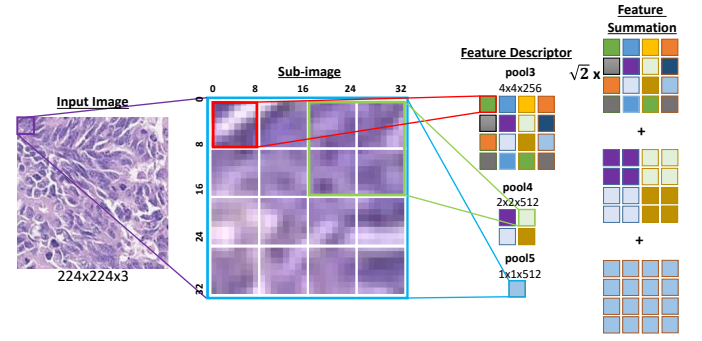 Feature
Summation
Feature Descriptor
pool3
4x4x256
√2 x
Sub-image
0 8 16 24 32
Input Image
0
8
16
24
32
+
pool4
2x2x512
+
pool5
1x1x512
224x224x3